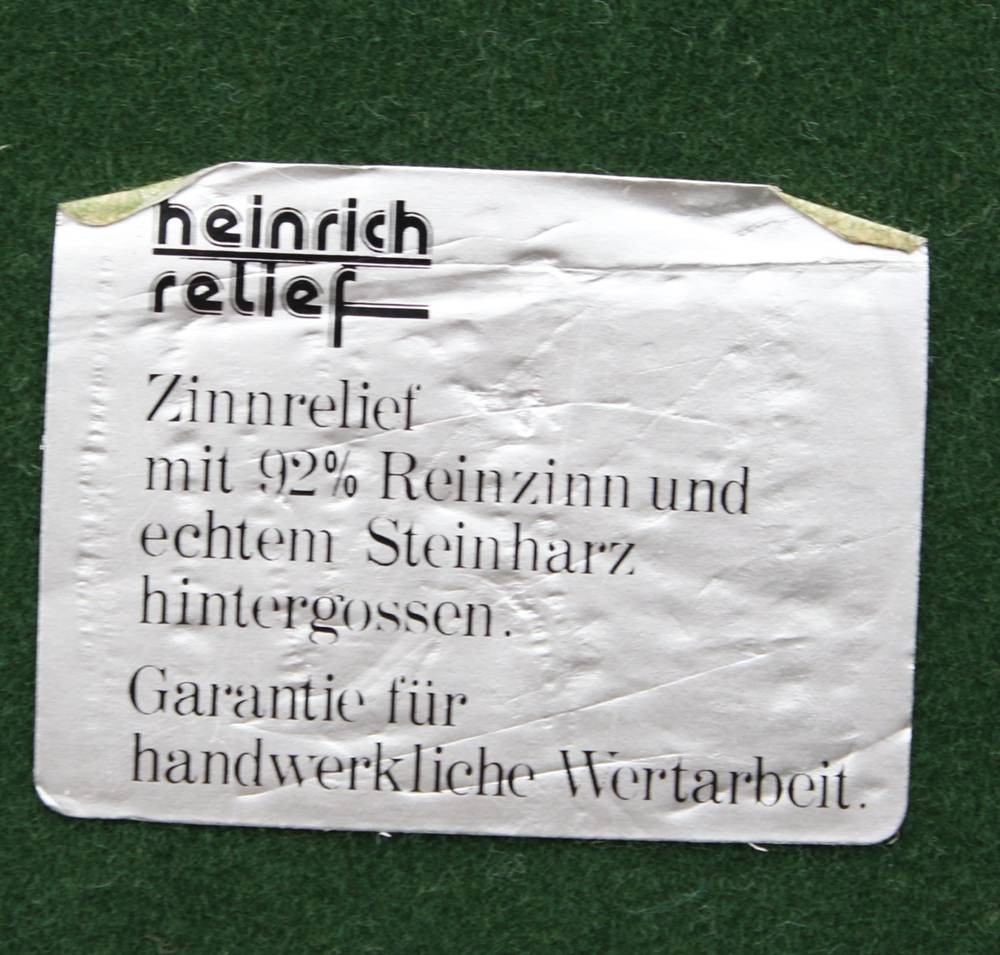 heinrich
relief
Zinnrelief
mit 92% Reinzinn und
echtem Steinharz
hintergossen.
Garantie für
handwerkliche Wertarbeit.